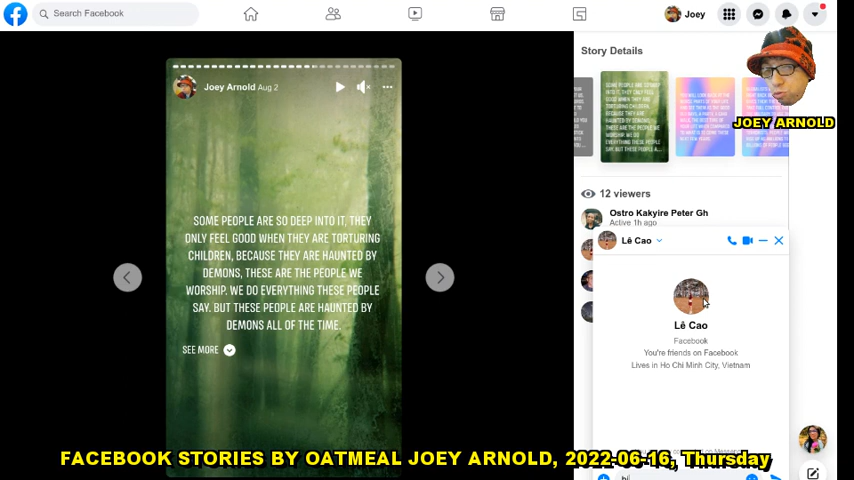 Search Facebook
Joey
Joey Arnold Aug 2
SOME PEOPLE ARE SO DEEP INTO IT, THEY
ONLY FEEL GOOD WHEN THEY ARE TORTURING
CHILDREN, BECAUSE THEY ARE HAUNTED BY
DEMONS, THESE ARE THE PEOPLE WE
WORSHIP. WE DO EVERYTHING THESE PEOPLE
SAY. BUT THESE PEOPLE ARE HAUNTED BY
DEMONS ALL OF THE TIME.
SEE MORE
Story Details
JOEY ARNOLD
12 viewers
Ostro Kakyire Peter Gh
Active 1h ago
Lê Cao
Lê Cao
Facebook
You're friends on Facebook
Lives in Ho Chi Minh City, Vietnam
hi
FACEBOOK STORIES BY OATMEAL JOEY ARNOLD, 2022-06-16, Thursday